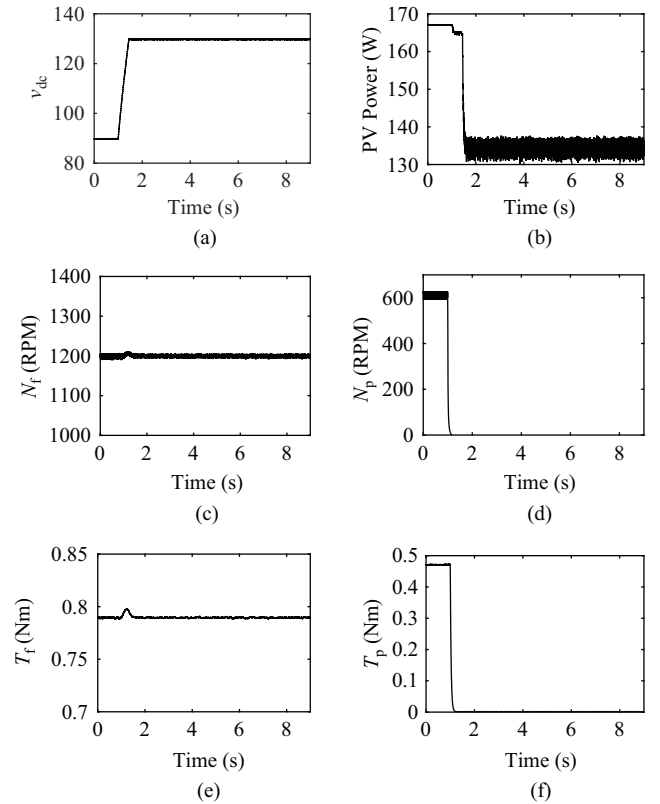 140
120
100
80
v_dc
0 2 4 6 8
Time (s)
(a)
170
160
150
140
130
PV Power (W)
0 2 4 6 8
Time (s)
(b)
1400
1300
1200
1100
1000
N_f (RPM)
0 2 4 6 8
Time (s)
(c)
600
400
200
0
N_p (RPM)
0 2 4 6 8
Time (s)
(d)
0.85
0.8
0.75
0.7
T_f (Nm)
0 2 4 6 8
Time (s)
(e)
0.5
0.4
0.3
0.2
0.1
0
T_p (Nm)
0 2 4 6 8
Time (s)
(f)